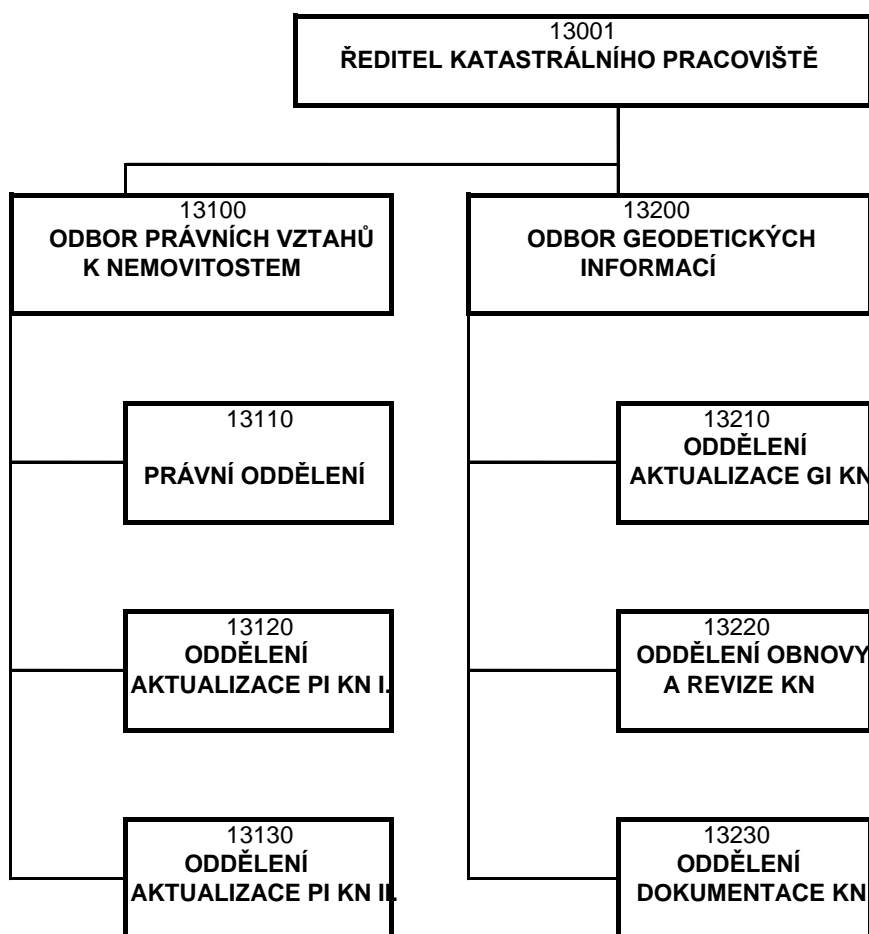 13001
ŘEDITEL KATASTRÁLNÍHO PRACOVIŠTĚ
13100
ODBOR PRÁVNÍCH VZTAHŮ
K NEMOVITOSTEM
13200
ODBOR GEODETICKÝCH
INFORMACÍ
13110
PRÁVNÍ ODDĚLENÍ
13210
ODDĚLENÍ
AKTUALIZACE GI KN
13120
ODDĚLENÍ
AKTUALIZACE PI KN I.
13220
ODDĚLENÍ OBNOVY
A REVIZE KN
13130
ODDĚLENÍ
AKTUALIZACE PI KN II.
13230
ODDĚLENÍ
DOKUMENTACE KN